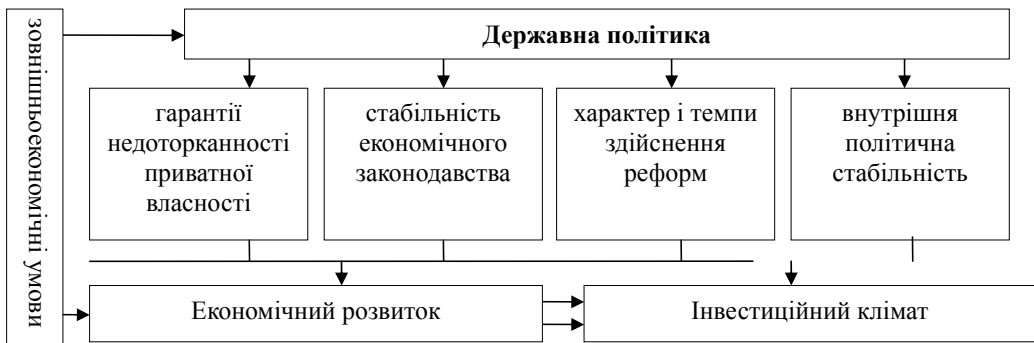 зовнішньоекономічні умови
Державна політика
гарантії
недоторканності
приватної
власності
стабільність
економічного
законодавства
характер і темпи
здійснення
реформ
внутрішня
політична
стабільність
Економічний розвиток
Інвестиційний клімат